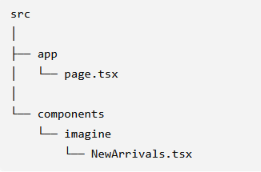 src
│
├── app
│   └── page.tsx
│
└── components
    └── imagine
        └── NewArrivals.tsx